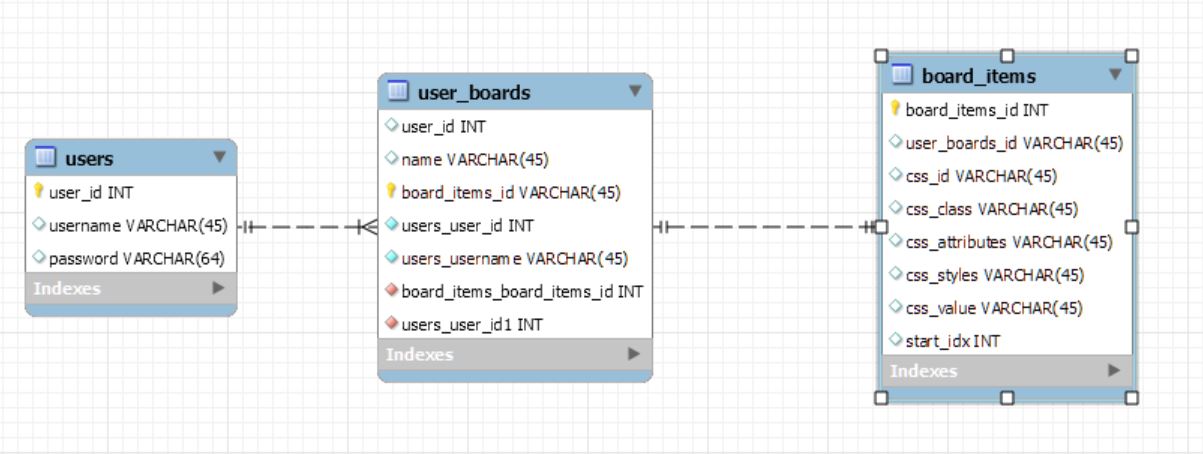 users
user_id INT
username VARCHAR(45)
password VARCHAR(64)
Indexes
user_boards
user_id INT
name VARCHAR(45)
board_items_id VARCHAR(45)
users_user_id INT
users_username VARCHAR(45)
board_items_board_items_id INT
users_user_id1 INT
Indexes
board_items
board_items_id INT
user_boards_id VARCHAR(45)
css_id VARCHAR(45)
css_class VARCHAR(45)
css_attributes VARCHAR(45)
css_styles VARCHAR(45)
css_value VARCHAR(45)
start_idx INT
Indexes